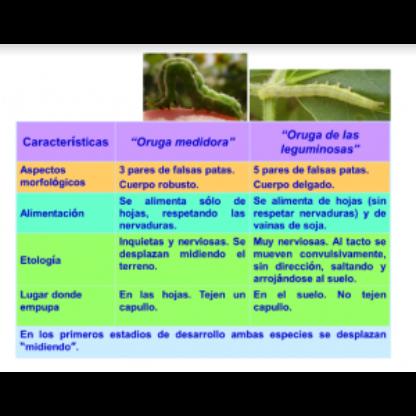 Características
"Oruga medidora"
"Oruga de las
leguminosas"
Aspectos
morfológicos
3 pares de falsas patas.
Cuerpo robusto.
5 pares de falsas patas.
Cuerpo delgado.
Alimentación
Se alimenta sólo de
hojas, respetando las
nervaduras.
Se alimenta de hojas (sin
respetar nervaduras) y de
vainas de soja.
Etología
Inquietas y nerviosas. Se
desplazan midiendo el
terreno.
Muy nerviosas. Al tacto se
mueven convulsivamente,
sin dirección, saltando y
arrojándose al suelo.
Lugar donde
empupa
En las hojas. Tejen un
capullo.
En el suelo. No tejen
capullo.
En los primeros estadios de desarrollo ambas especies se desplazan
"midiendo".